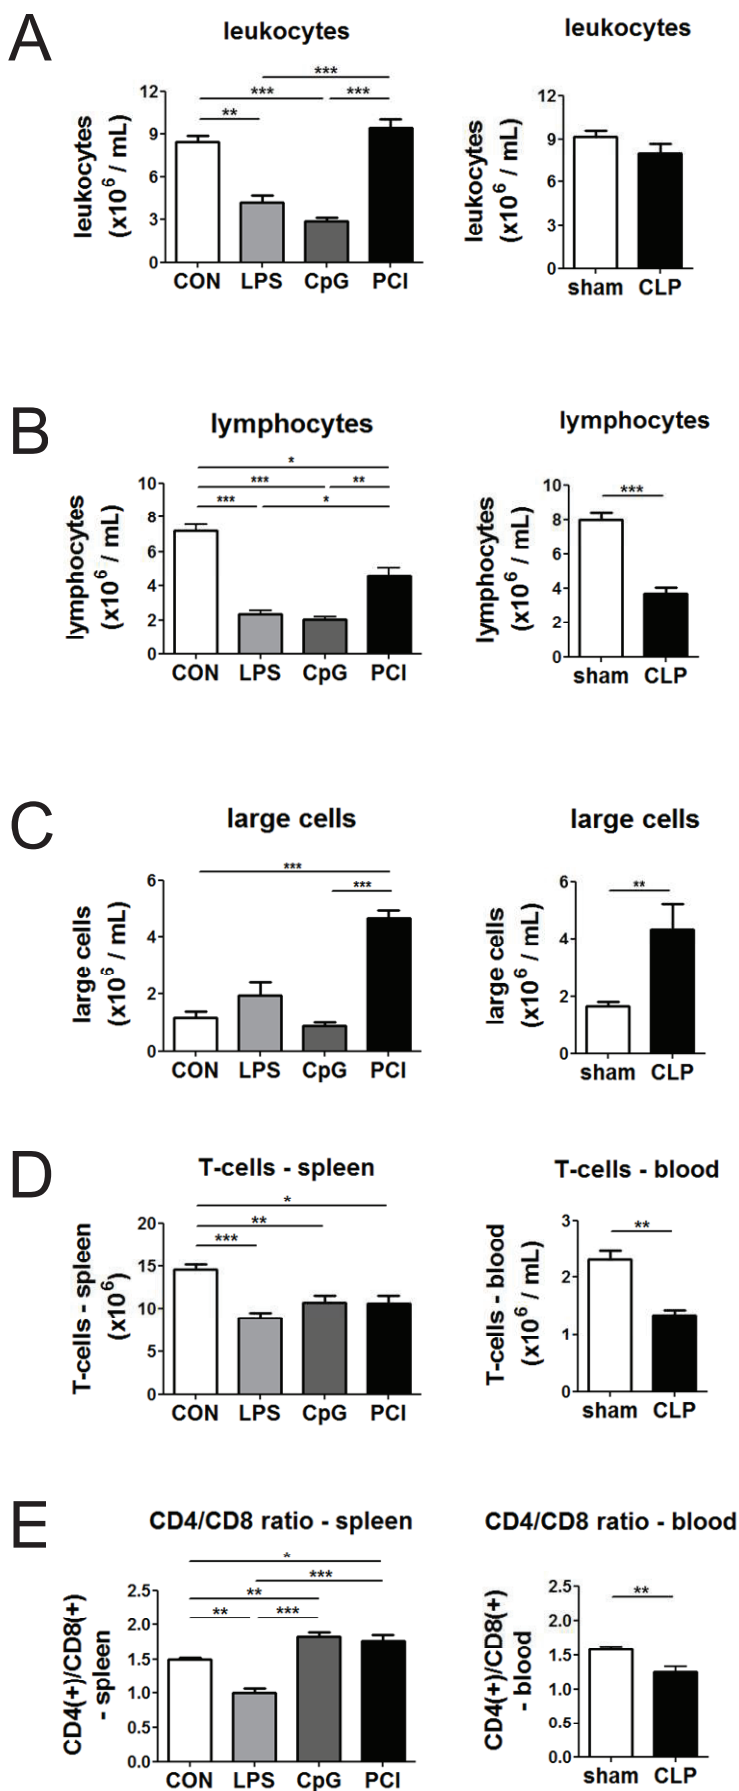 A
leukocytes
leukocytes
(x10⁶ / mL)
12
9
6
3
0
***
***
***
**
CON LPS CpG PCI
leukocytes
leukocytes
(x10⁶ / mL)
12
9
6
3
0
sham CLP
B
lymphocytes
lymphocytes
(x10⁶ / mL)
10
8
6
4
2
0
*
***
**
***
*
CON LPS CpG PCI
lymphocytes
lymphocytes
(x10⁶ / mL)
10
8
6
4
2
0
***
sham CLP
C
large cells
large cells
(x10⁶ / mL)
6
4
2
0
***
***
CON LPS CpG PCI
large cells
large cells
(x10⁶ / mL)
6
4
2
0
**
sham CLP
D
T-cells - spleen
T-cells - spleen
(x10⁶)
20
15
10
5
0
*
**
***
CON LPS CpG PCI
T-cells - blood
T-cells - blood
(x10⁶ / mL)
3
2
1
0
**
sham CLP
E
CD4/CD8 ratio - spleen
CD4(+)/CD8(+)
- spleen
2.5
2.0
1.5
1.0
0.5
0.0
*
***
**
**
***
CON LPS CpG PCI
CD4/CD8 ratio - blood
CD4(+)/CD8(+)
- blood
2.5
2.0
1.5
1.0
0.5
0.0
**
sham CLP